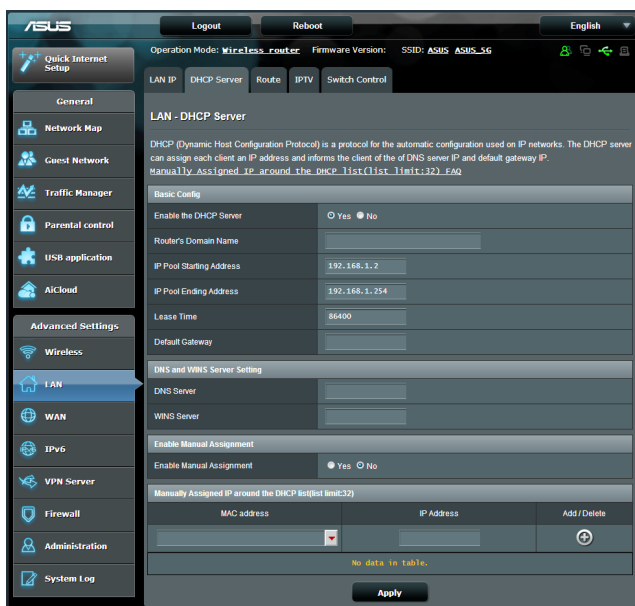 ASUS
Logout
Reboot
English
Quick Internet Setup
Operation Mode: Wireless router Firmware Version: SSID: ASUS ASUS_5G
LAN IP
DHCP Server
Route
IPTV
Switch Control
General
Network Map
Guest Network
Traffic Manager
Parental control
USB application
AiCloud
Advanced Settings
Wireless
LAN
WAN
IPv6
VPN Server
Firewall
Administration
System Log
LAN - DHCP Server
DHCP (Dynamic Host Configuration Protocol) is a protocol for the automatic configuration used on IP networks. The DHCP server
can assign each client an IP address and informs the client of the of DNS server IP and default gateway IP.
Manually Assigned IP around the DHCP list(list limit:32) FAQ
Basic Config
Enable the DHCP Server Yes No
Router's Domain Name
IP Pool Starting Address 192.168.1.2
IP Pool Ending Address 192.168.1.254
Lease Time 86400
Default Gateway
DNS and WINS Server Setting
DNS Server
WINS Server
Enable Manual Assignment
Enable Manual Assignment Yes No
Manually Assigned IP around the DHCP list(list limit:32)
MAC address IP Address Add / Delete
No data in table.
Apply